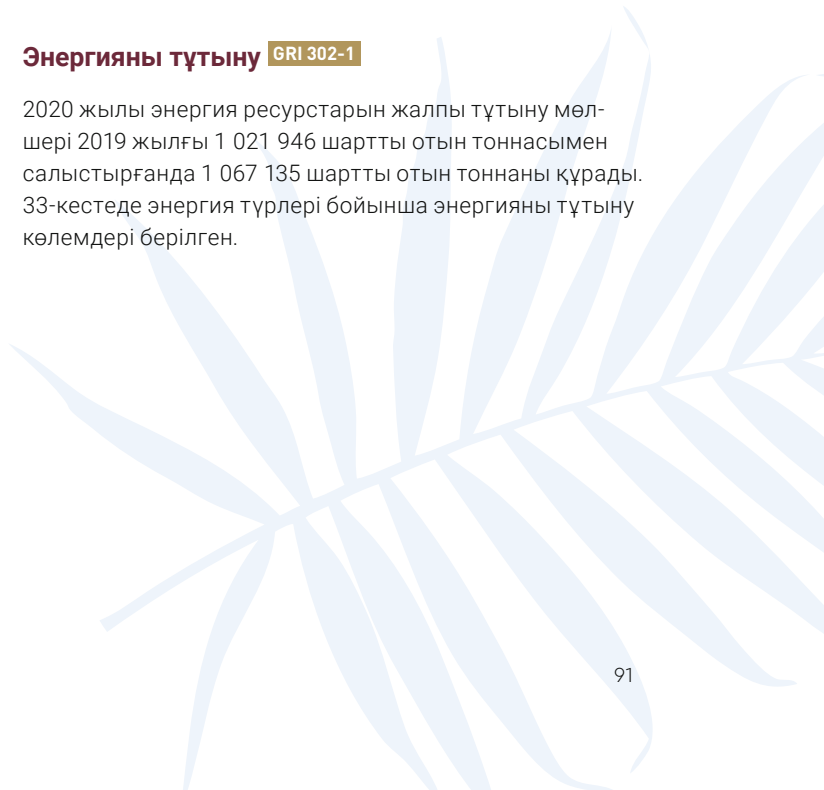 Энергияны тұтыну GRI 302-1
2020 жылы энергия ресурстарын жалпы тұтыну мөл-
шері 2019 жылғы 1 021 946 шартты отын тоннасымен
салыстырғанда 1 067 135 шартты отын тоннаны құрады.
33-кестеде энергия түрлері бойынша энергияны тұтыну
көлемдері берілген.
91